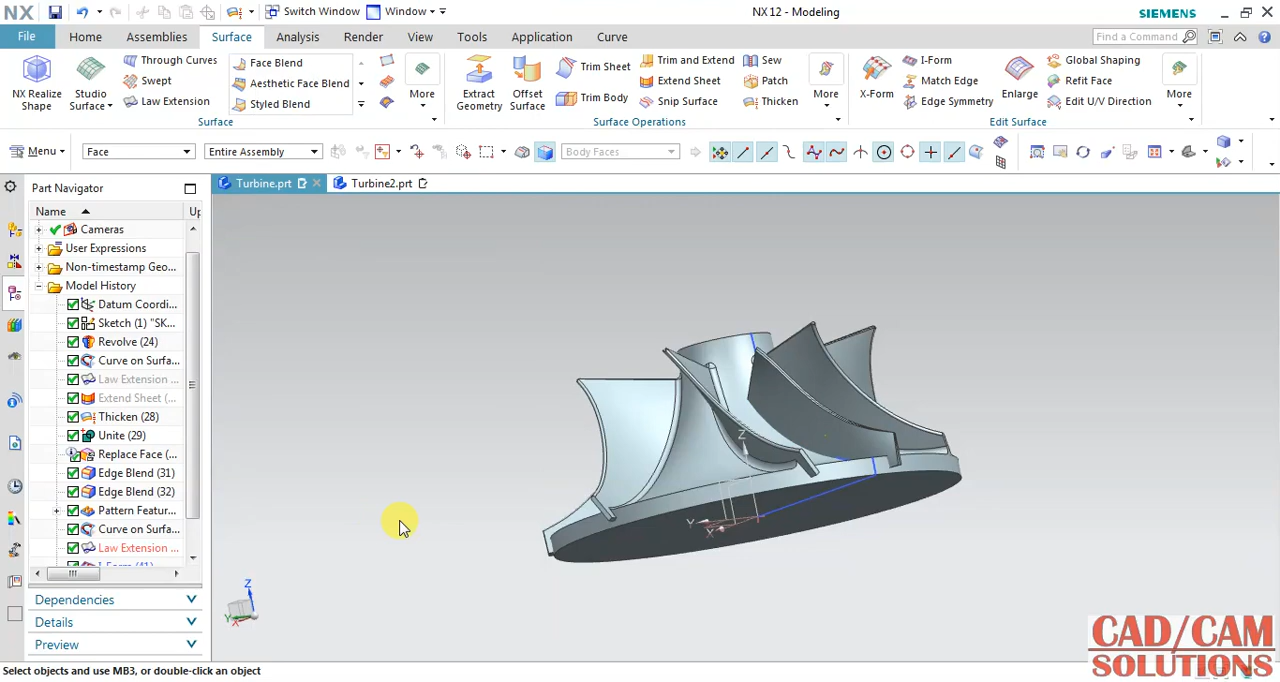 NX Switch Window Window NX 12 - Modeling SIEMENS
File Home Assemblies Surface Analysis Render View Tools Application Curve Find a Command
NX Realize Shape Studio Surface Through Curves Swept Law Extension Face Blend Aesthetic Face Blend Styled Blend More Extract Geometry Offset Surface Trim Sheet Trim Body Trim and Extend Extend Sheet Snip Surface Sew Patch Thicken More X-Form I-Form Match Edge Edge Symmetry Enlarge Global Shaping Refit Face Edit U/V Direction More
Surface Surface Operations Edit Surface
Menu Face Entire Assembly Body Faces
Part Navigator Turbine.prt Turbine2.prt
Name Up
Cameras
User Expressions
Non-timestamp Geo...
Model History
Datum Coordi...
Sketch (1) "SK...
Revolve (24)
Curve on Surfa...
Law Extension ...
Extend Sheet (...
Thicken (28)
Unite (29)
Replace Face (...
Edge Blend (31)
Edge Blend (32)
Pattern Featur...
Curve on Surfa...
Law Extension ...
I-Form (41)
Dependencies
Details
Preview
Z
Y
X
Z
Y
X
Select objects and use MB3, or double-click an object
CAD/CAM
SOLUTIONS